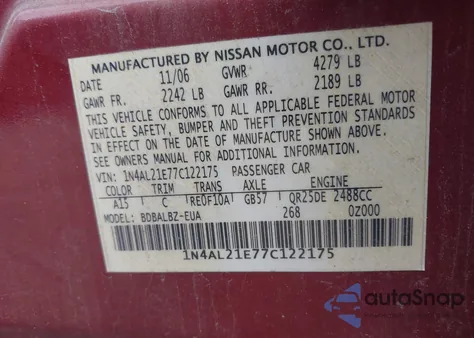 MANUFACTURED BY NISSAN MOTOR CO., LTD.
DATE 11/06 GVWR 4279 LB
GAWR FR. 2242 LB GAWR RR. 2189 LB
THIS VEHICLE CONFORMS TO ALL APPLICABLE FEDERAL MOTOR
VEHICLE SAFETY, BUMPER AND THEFT PREVENTION STANDARDS
IN EFFECT ON THE DATE OF MANUFACTURE SHOWN ABOVE.
SEE OWNERS MANUAL FOR ADDITIONAL INFORMATION.
VIN: 1N4AL21E77C122175 PASSENGER CAR
COLOR TRIM TRANS AXLE ENGINE
A15 C RE0F10A GB57 QR25DE 2488CC
MODEL: BDBALBZ-EUA 268 0Z000
1N4AL21E77C122175
autoSnap